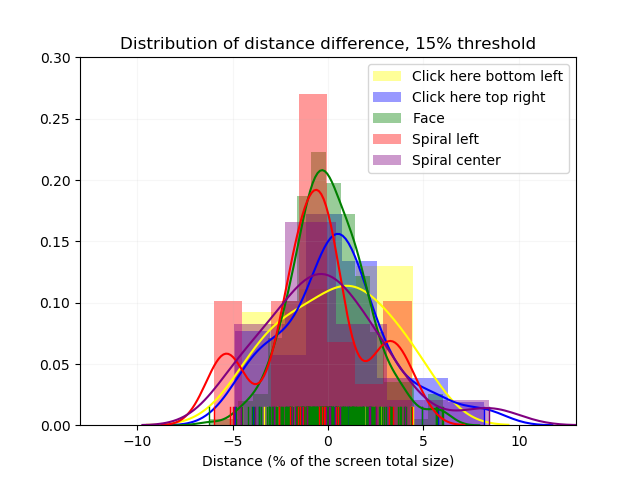 Distribution of distance difference, 15% threshold
0.30
0.25
0.20
0.15
0.10
0.05
0.00
Click here bottom left
Click here top right
Face
Spiral left
Spiral center
−10 −5 0 5 10
Distance (% of the screen total size)